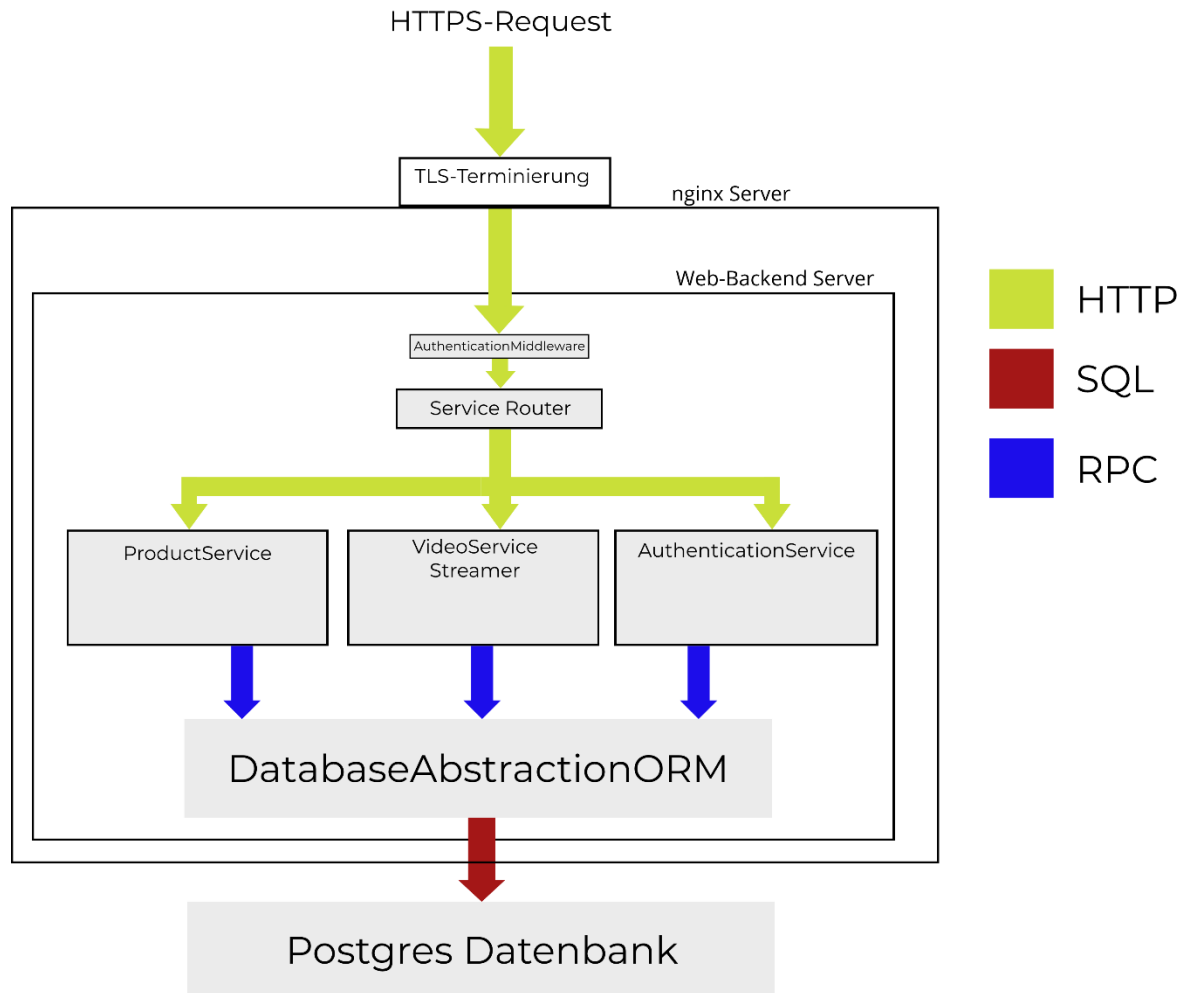 HTTPS-Request
TLS-Terminierung
nginx Server
Web-Backend Server
AuthenticationMiddleware
Service Router
ProductService
VideoService
Streamer
AuthenticationService
DatabaseAbstractionORM
Postgres Datenbank
HTTP
SQL
RPC